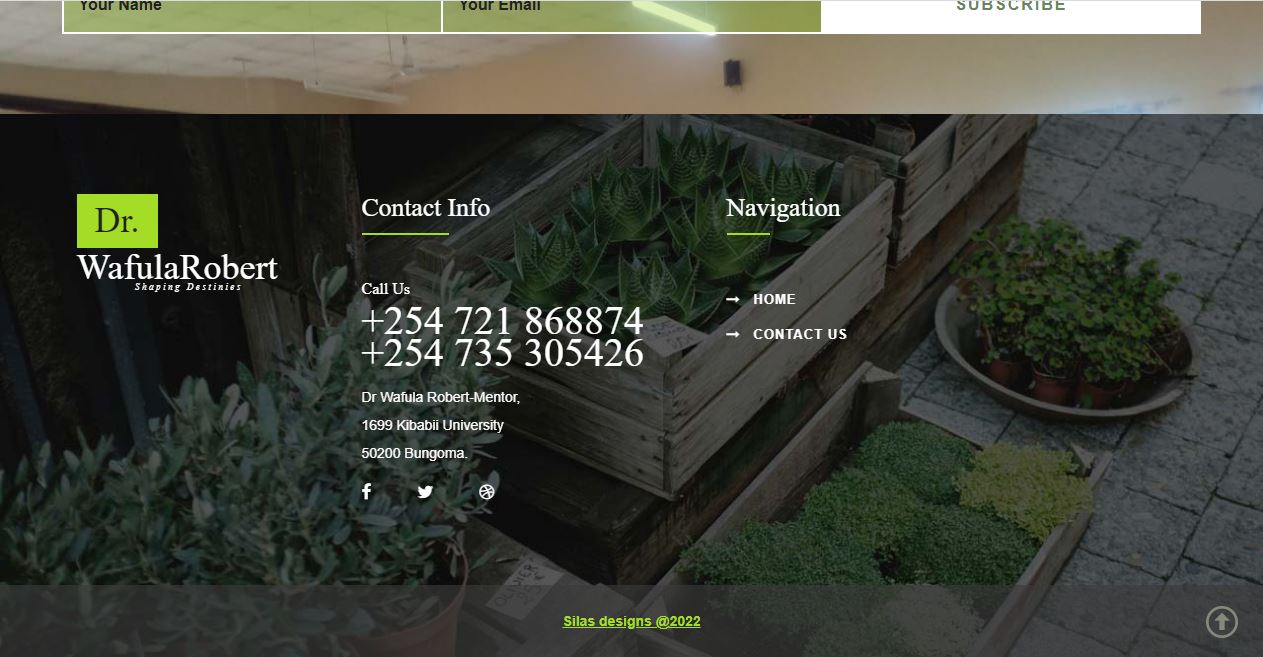 Your Name
Your Email
SUBSCRIBE
Dr.
WafulaRobert
Shaping Destinies
Contact Info
Call Us
+254 721 868874
+254 735 305426
Dr Wafula Robert-Mentor,
1699 Kibabii University
50200 Bungoma.
Navigation
HOME
CONTACT US
Silas designs @2022